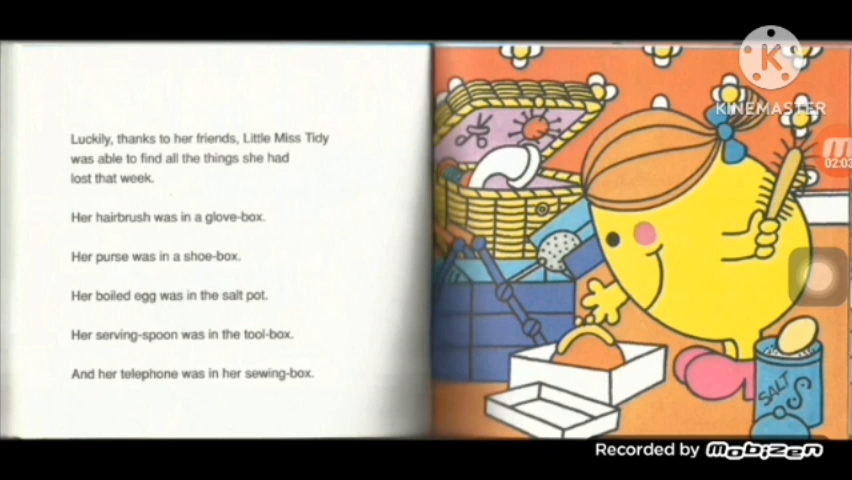 Luckily, thanks to her friends, Little Miss Tidy
was able to find all the things she had
lost that week.
Her hairbrush was in a glove-box.
Her purse was in a shoe-box.
Her boiled egg was in the salt pot.
Her serving-spoon was in the tool-box.
And her telephone was in her sewing-box.
K
KINEMASTER
02:03
SALT
Recorded by mobizen